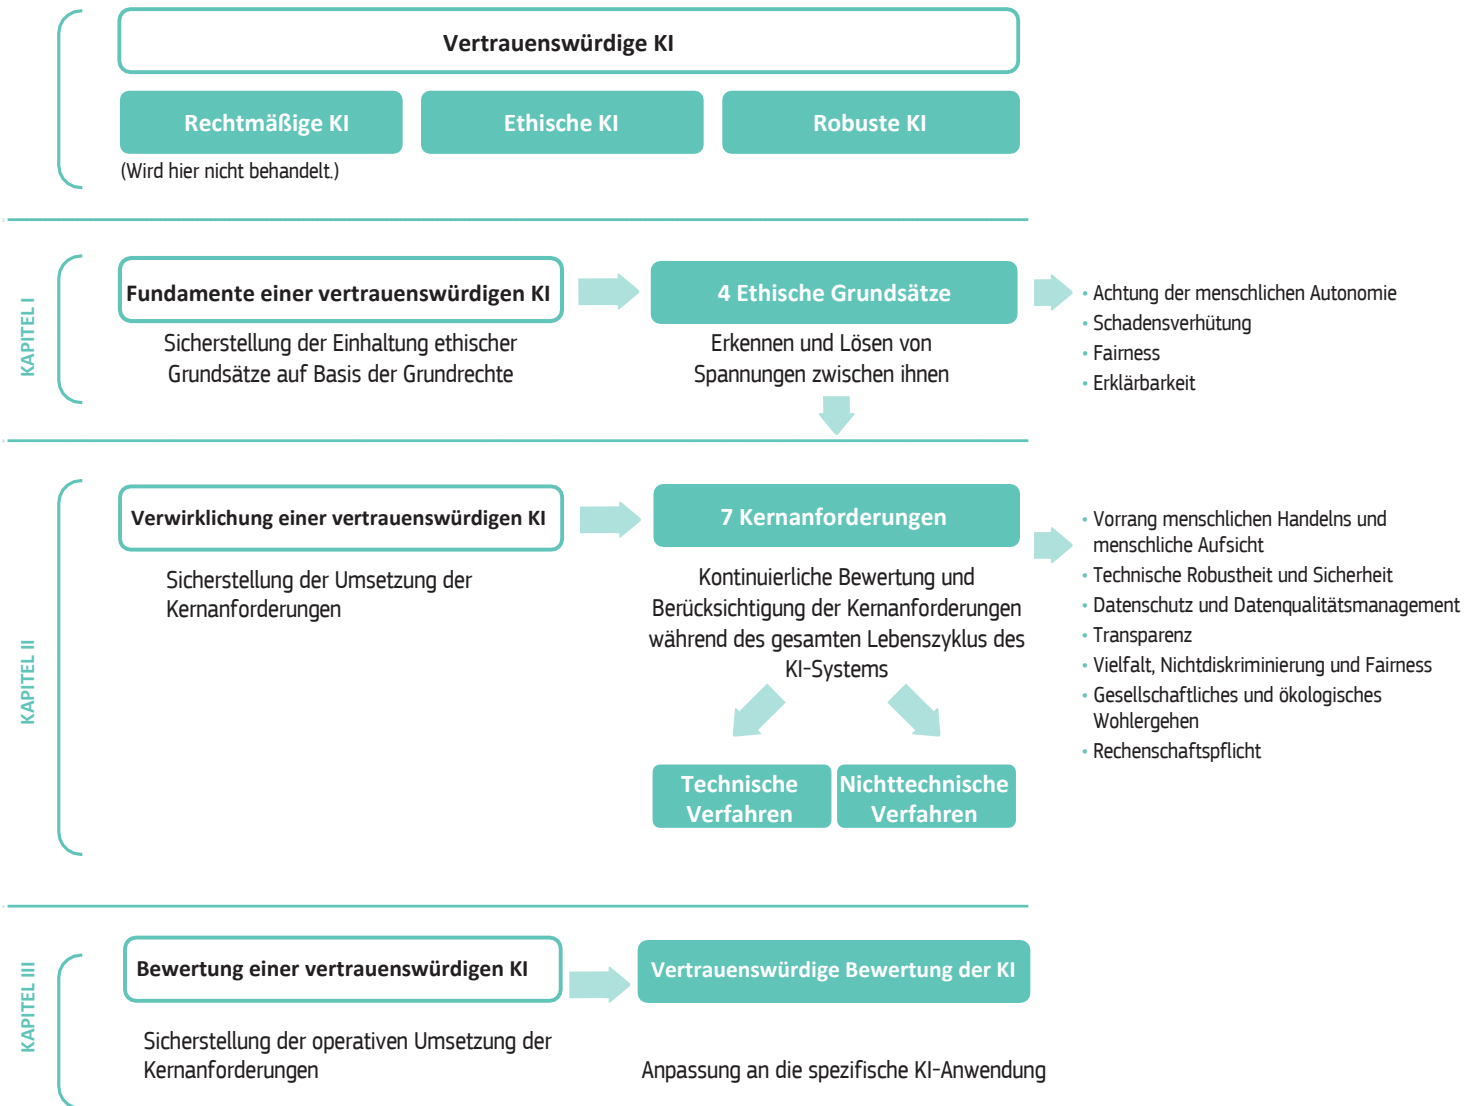 Vertrauenswürdige KI
Rechtmäßige KI
Ethische KI
Robuste KI
(Wird hier nicht behandelt.)
KAPITEL I
Fundamente einer vertrauenswürdigen KI
Sicherstellung der Einhaltung ethischer
Grundsätze auf Basis der Grundrechte
4 Ethische Grundsätze
Erkennen und Lösen von
Spannungen zwischen ihnen
• Achtung der menschlichen Autonomie
• Schadensverhütung
• Fairness
• Erklärbarkeit
KAPITEL II
Verwirklichung einer vertrauenswürdigen KI
Sicherstellung der Umsetzung der
Kernanforderungen
7 Kernanforderungen
Kontinuierliche Bewertung und
Berücksichtigung der Kernanforderungen
während des gesamten Lebenszyklus des
KI-Systems
Technische
Verfahren
Nichttechnische
Verfahren
• Vorrang menschlichen Handelns und
menschliche Aufsicht
• Technische Robustheit und Sicherheit
• Datenschutz und Datenqualitätsmanagement
• Transparenz
• Vielfalt, Nichtdiskriminierung und Fairness
• Gesellschaftliches und ökologisches
Wohlergehen
• Rechenschaftspflicht
KAPITEL III
Bewertung einer vertrauenswürdigen KI
Sicherstellung der operativen Umsetzung der
Kernanforderungen
Vertrauenswürdige Bewertung der KI
Anpassung an die spezifische KI-Anwendung